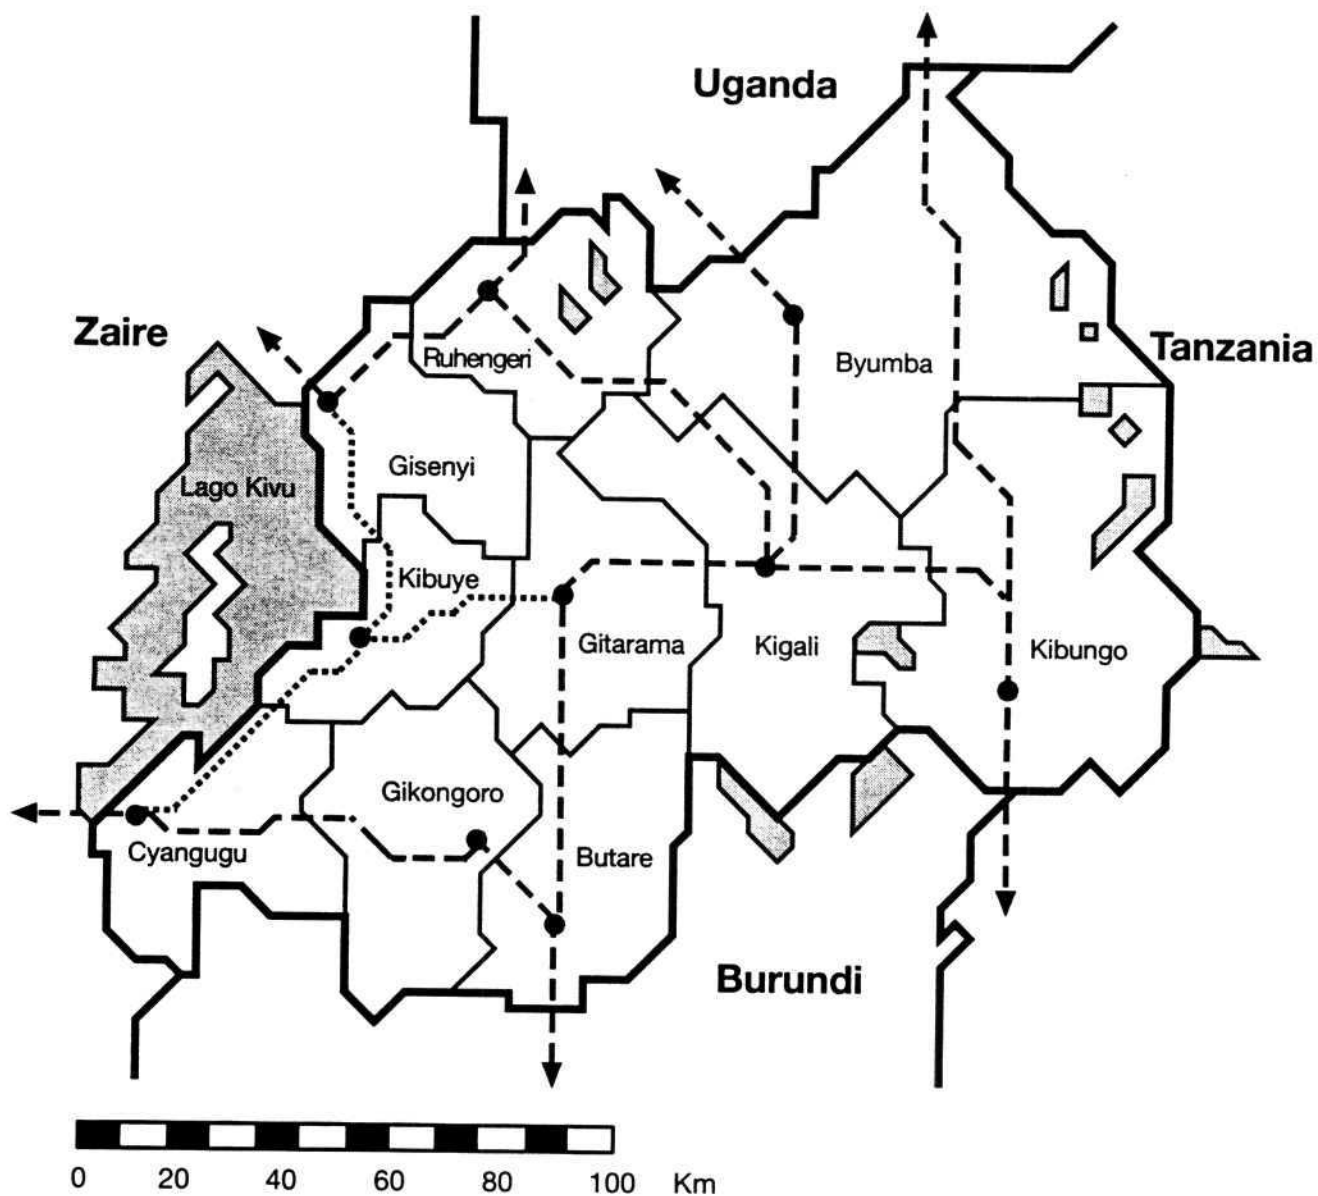 Uganda
Zaire
Tanzania
Ruhengeri
Byumba
Gisenyi
Lago Kivu
Kibuye
Gitarama
Kigali
Kibungo
Gikongoro
Cyangugu
Butare
Burundi
0 20 40 60 80 100 Km